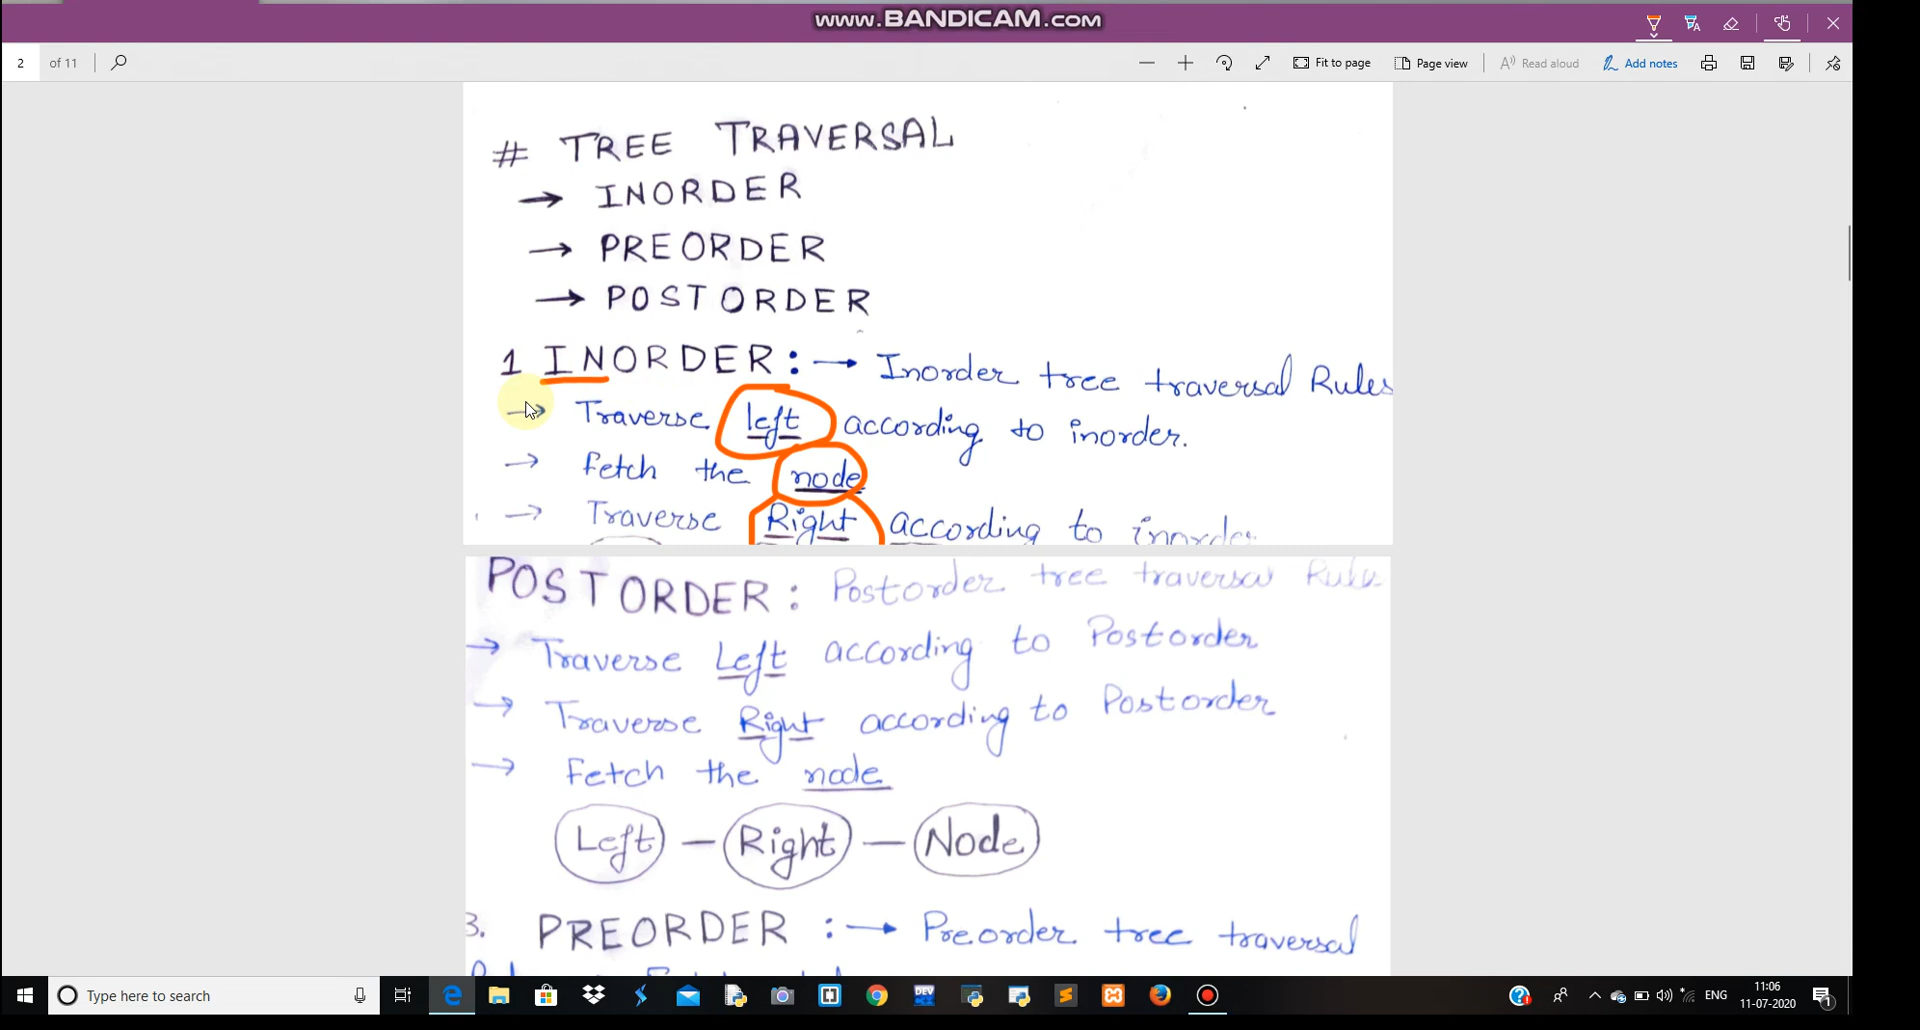 www.BANDICAM.com
2 of 11
Fit to page
Page view
Read aloud
Add notes
# TREE TRAVERSAL
→ INORDER
→ PREORDER
→ POSTORDER
1 INORDER: → Inorder tree traversal Rules
→ Traverse left according to inorder.
→ fetch the node
→ Traverse Right according to inorder
POSTORDER: Postorder tree traversal Rules
→ Traverse Left according to Postorder
→ Traverse Right according to Postorder
→ Fetch the node
Left — Right — Node
3. PREORDER : → Preorder tree traversal
Type here to search
ENG
11:06
11-07-2020